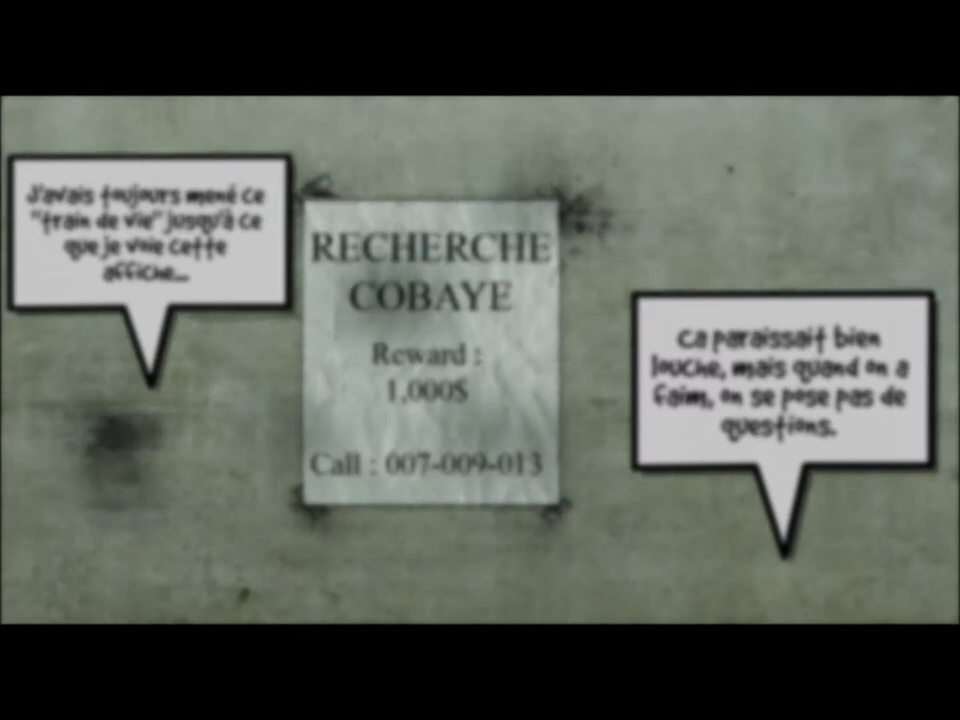 J'avais toujours mené ce
"train de vie" jusqu'à ce
que je voie cette
affiche...
RECHERCHE
COBAYE
Reward :
1,000$
Call : 007-009-013
Ca paraissait bien
louche, mais quand on a
faim, on se pose pas de
questions.